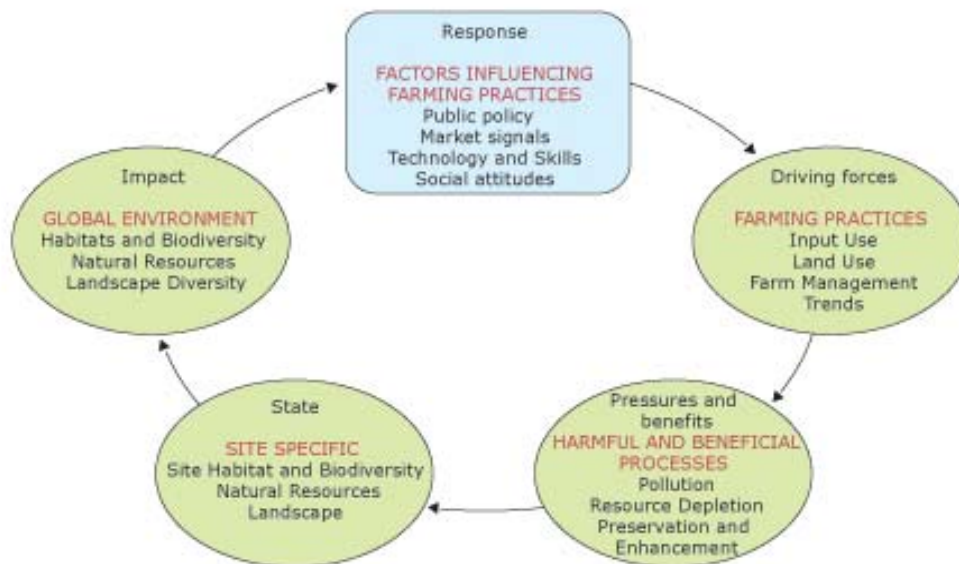 Response
FACTORS INFLUENCING
FARMING PRACTICES
Public policy
Market signals
Technology and Skills
Social attitudes
Driving forces
FARMING PRACTICES
Input Use
Land Use
Farm Management
Trends
Pressures and
benefits
HARMFUL AND BENEFICIAL
PROCESSES
Pollution
Resource Depletion
Preservation and
Enhancement
State
SITE SPECIFIC
Site Habitat and Biodiversity
Natural Resources
Landscape
Impact
GLOBAL ENVIRONMENT
Habitats and Biodiversity
Natural Resources
Landscape Diversity